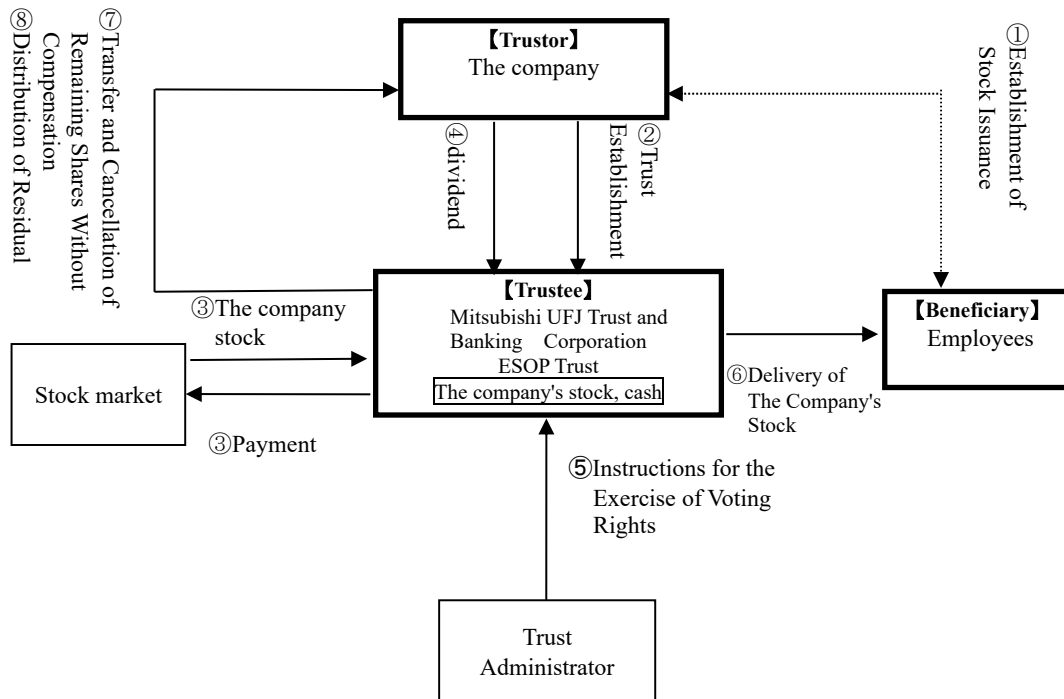 ⑧Distribution of Residual
⑦Transfer and Cancellation of
Remaining Shares Without
Compensation
【Trustor】
The company
①Establishment of
Stock Issuance
④dividend
②Trust
Establishment
【Trustee】
Mitsubishi UFJ Trust and
Banking Corporation
ESOP Trust
The company's stock, cash
【Beneficiary】
Employees
③The company
stock
Stock market
③Payment
⑥Delivery of
The Company's
Stock
⑤Instructions for the
Exercise of Voting
Rights
Trust
Administrator